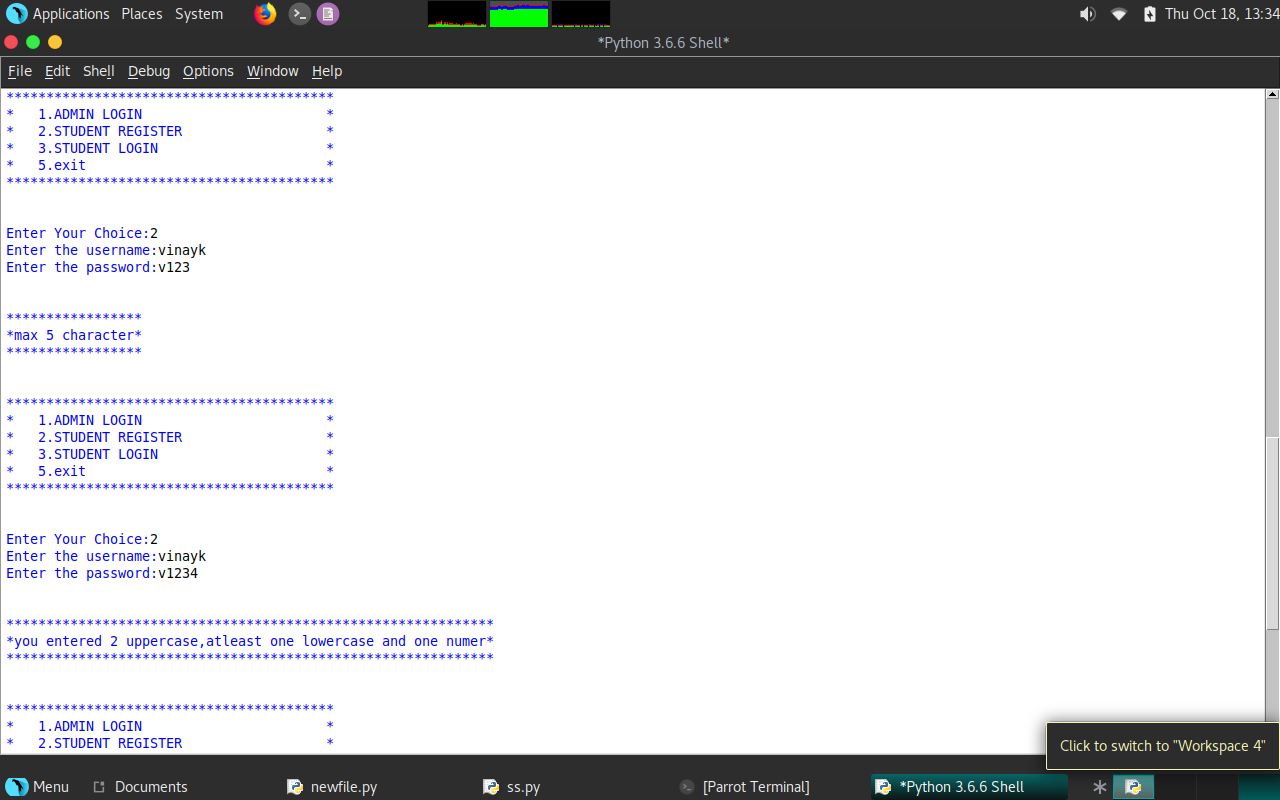 Applications Places System Thu Oct 18, 13:34
*Python 3.6.6 Shell*
File Edit Shell Debug Options Window Help
*****************************************
*   1.ADMIN LOGIN                       *
*   2.STUDENT REGISTER                  *
*   3.STUDENT LOGIN                     *
*   5.exit                              *
*****************************************
Enter Your Choice:2
Enter the username:vinayk
Enter the password:v123
*****************
*max 5 character*
*****************
*****************************************
*   1.ADMIN LOGIN                       *
*   2.STUDENT REGISTER                  *
*   3.STUDENT LOGIN                     *
*   5.exit                              *
*****************************************
Enter Your Choice:2
Enter the username:vinayk
Enter the password:v1234
*************************************************************
*you entered 2 uppercase,atleast one lowercase and one numer*
*************************************************************
*****************************************
*   1.ADMIN LOGIN                       *
*   2.STUDENT REGISTER                  *
Click to switch to "Workspace 4"
Menu Documents newfile.py ss.py [Parrot Terminal] *Python 3.6.6 Shell